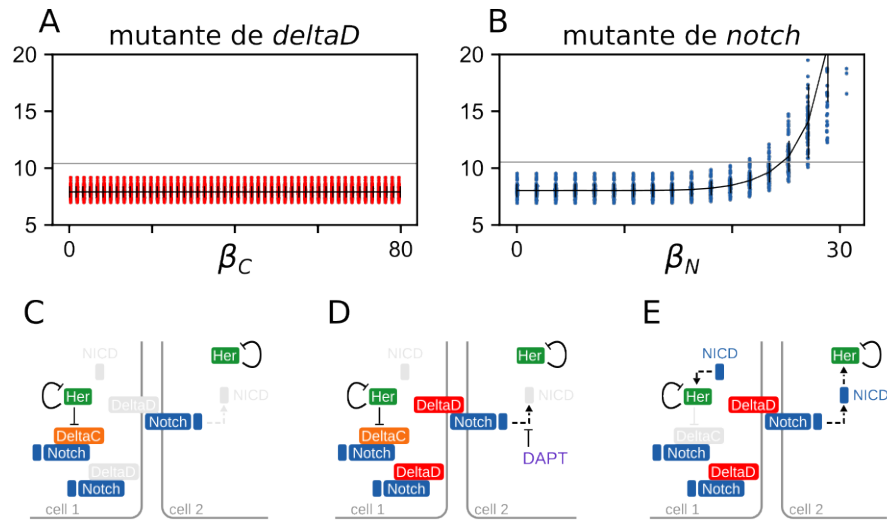 A
mutante de deltaD
20
15
10
5
0
80
βC
B
mutante de notch
20
15
10
5
0
30
βN
C
NICD
Her
DeltaD
DeltaC
Notch
DeltaD
Notch
cell 1
Her
NICD
Notch
cell 2
D
NICD
Her
DeltaD
DeltaC
Notch
DeltaD
Notch
cell 1
Her
NICD
Notch
DAPT
cell 2
E
NICD
Her
DeltaD
DeltaC
Notch
DeltaD
Notch
cell 1
Her
NICD
Notch
cell 2